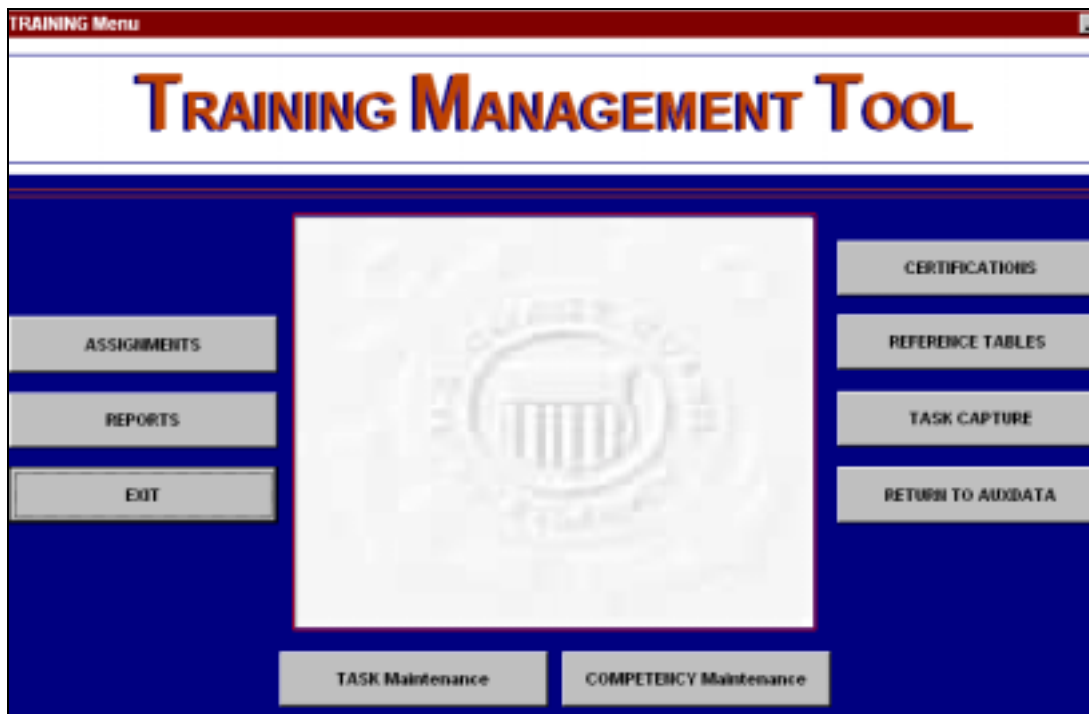 TRAINING Menu
TRAINING MANAGEMENT TOOL
CERTIFICATIONS
ASSIGNMENTS
REFERENCE TABLES
REPORTS
TASK CAPTURE
EXIT
RETURN TO AUXDATA
TASK Maintenance
COMPETENCY Maintenance